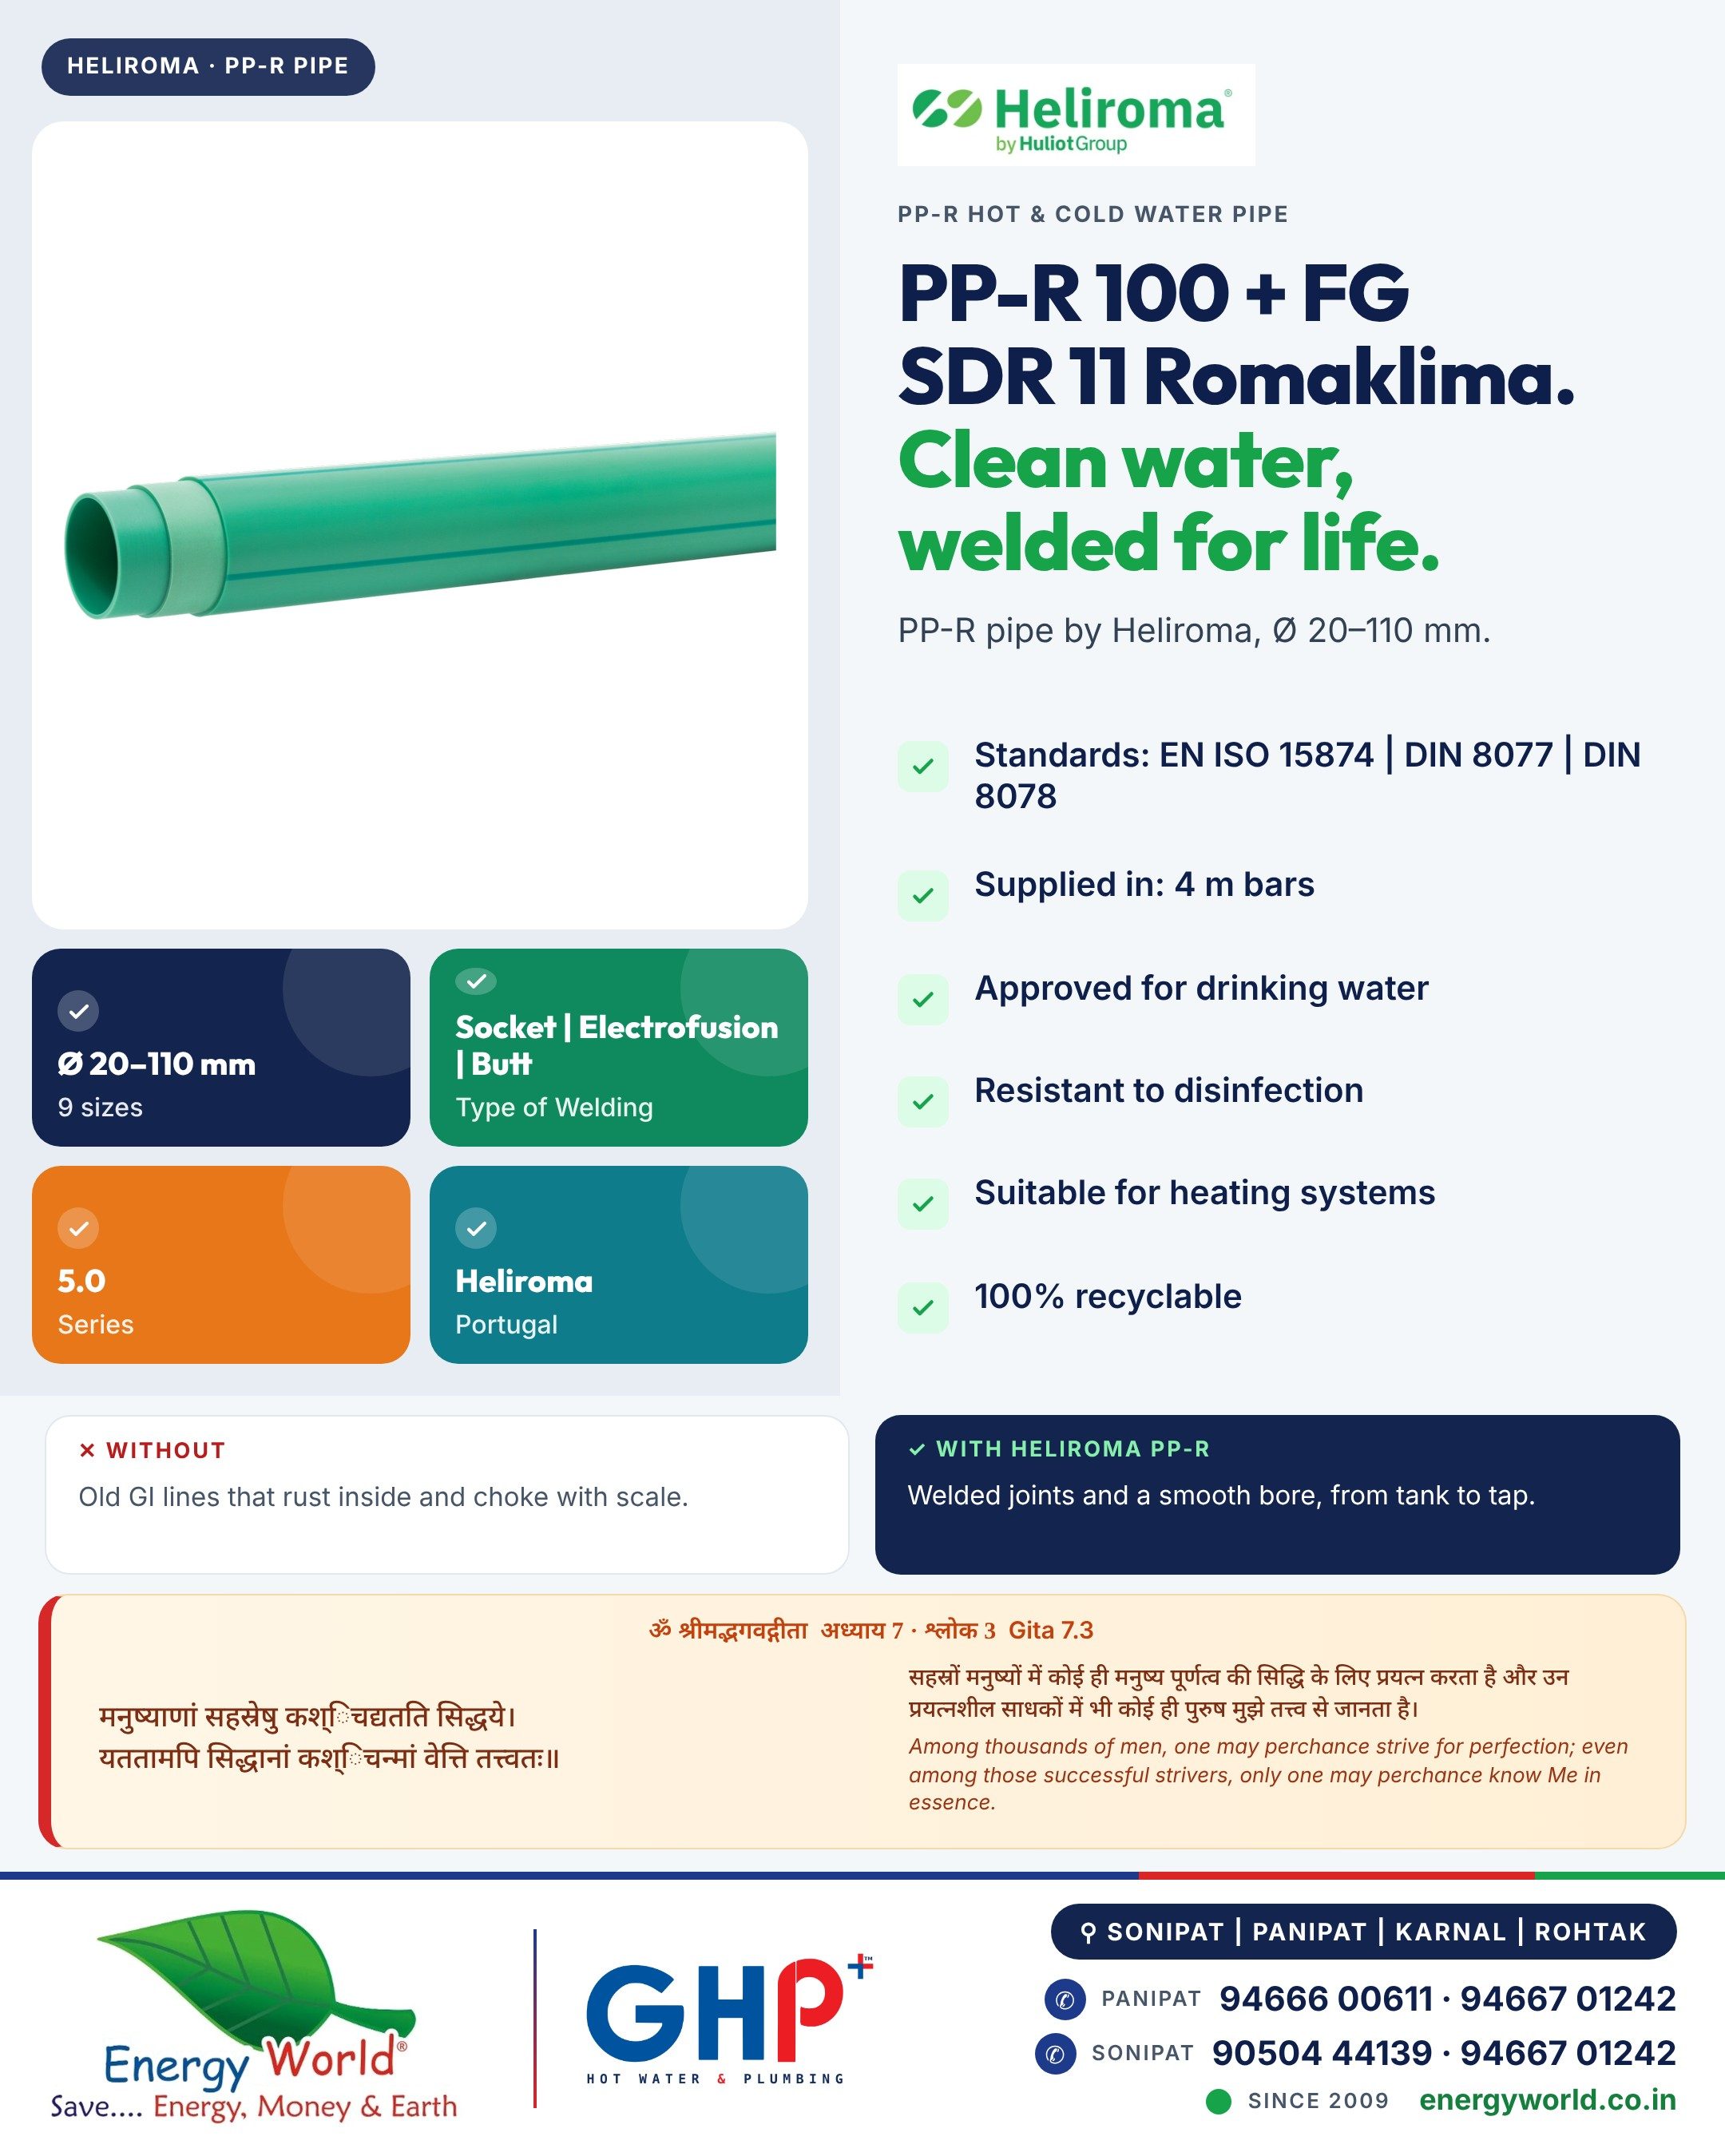 HELIROMA · PP-R PIPE
Heliroma®
by HuliotGroup
PP-R HOT & COLD WATER PIPE
PP-R 100 + FG
SDR 11 Romaklima.
Clean water,
welded for life.
PP-R pipe by Heliroma, Ø 20–110 mm.
Standards: EN ISO 15874 | DIN 8077 | DIN
8078
Supplied in: 4 m bars
Approved for drinking water
Resistant to disinfection
Suitable for heating systems
100% recyclable
Ø 20–110 mm
9 sizes
Socket | Electrofusion
| Butt
Type of Welding
5.0
Series
Heliroma
Portugal
✕ WITHOUT
Old GI lines that rust inside and choke with scale.
✓ WITH HELIROMA PP-R
Welded joints and a smooth bore, from tank to tap.
ॐ श्रीमद्भगवद्गीता अध्याय 7 · श्लोक 3 Gita 7.3
मनुष्याणां सहस्रेषु कश्िचद्यतति सिद्धये।
यततामपि सिद्धानां कश्िचन्मां वेत्ति तत्त्वतः॥
सहस्रों मनुष्यों में कोई ही मनुष्य पूर्णत्व की सिद्धि के लिए प्रयत्न करता है और उन
प्रयत्नशील साधकों में भी कोई ही पुरुष मुझे तत्त्व से जानता है।
Among thousands of men, one may perchance strive for perfection; even
among those successful strivers, only one may perchance know Me in
essence.
Energy World®
Save.... Energy, Money & Earth
GHP+™
HOT WATER & PLUMBING
SONIPAT | PANIPAT | KARNAL | ROHTAK
✆ PANIPAT 94666 00611 · 94667 01242
✆ SONIPAT 90504 44139 · 94667 01242
SINCE 2009 energyworld.co.in